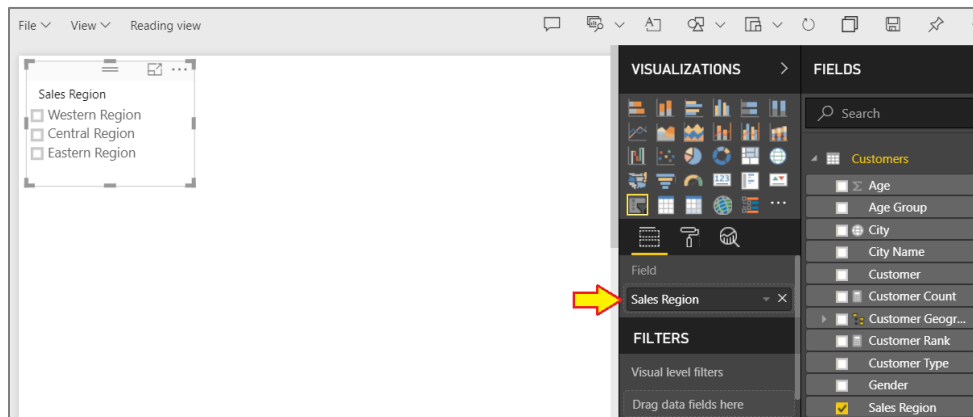 File View Reading view
Sales Region
Western Region
Central Region
Eastern Region
VISUALIZATIONS
123
Field
Sales Region
FILTERS
Visual level filters
Drag data fields here
FIELDS
Search
Customers
Age
Age Group
City
City Name
Customer
Customer Count
Customer Geogr...
Customer Rank
Customer Type
Gender
Sales Region